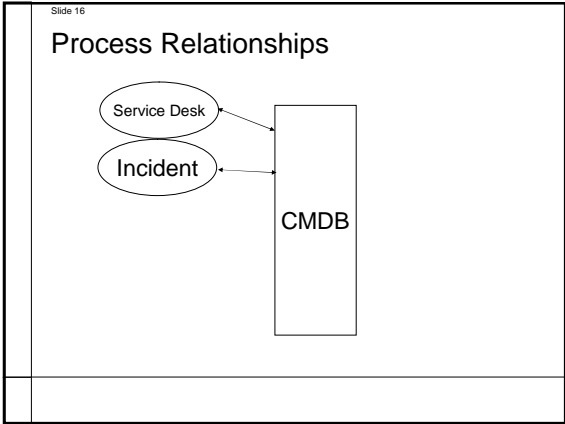 Slide 16
Process Relationships
Service Desk
Incident
CMDB